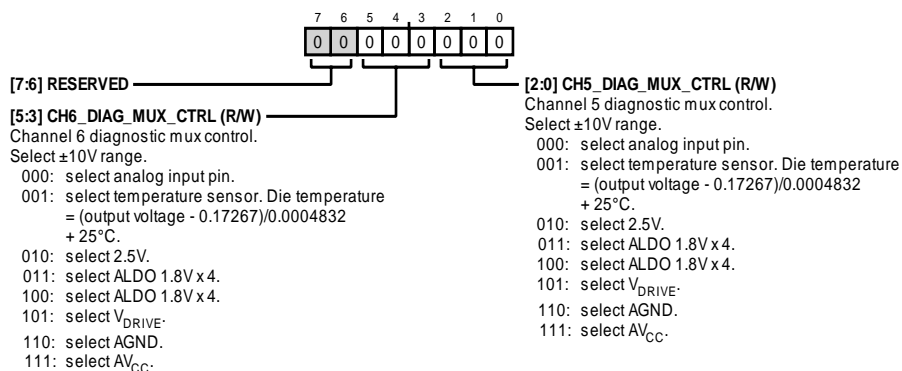 7 6 5 4 3 2 1 0
0 0 0 0 0 0 0 0
[7:6] RESERVED
[5:3] CH6_DIAG_MUX_CTRL (R/W)
Channel 6 diagnostic mux control.
Select ±10V range.
000: select analog input pin.
001: select temperature sensor. Die temperature
= (output voltage - 0.17267)/0.0004832
+ 25°C.
010: select 2.5V.
011: select ALDO 1.8V x 4.
100: select ALDO 1.8V x 4.
101: select VDRIVE.
110: select AGND.
111: select AVCC.
[2:0] CH5_DIAG_MUX_CTRL (R/W)
Channel 5 diagnostic mux control.
Select ±10V range.
000: select analog input pin.
001: select temperature sensor. Die temperature
= (output voltage - 0.17267)/0.0004832
+ 25°C.
010: select 2.5V.
011: select ALDO 1.8V x 4.
100: select ALDO 1.8V x 4.
101: select VDRIVE.
110: select AGND.
111: select AVCC.